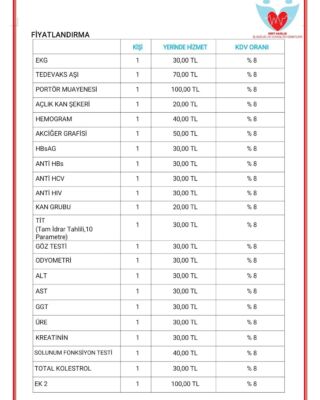 FİYATLANDIRMA
KİŞİ YERİNDE HİZMET KDV ORANI
EKG 1 30,00 TL % 8
TEDEVAKS AŞI 1 70,00 TL % 8
PORTÖR MUAYENESİ 1 100,00 TL % 8
AÇLIK KAN ŞEKERİ 1 20,00 TL % 8
HEMOGRAM 1 40,00 TL % 8
AKCİĞER GRAFİSİ 1 50,00 TL % 8
HBsAG 1 30,00 TL % 8
ANTİ HBs 1 30,00 TL % 8
ANTİ HCV 1 30,00 TL % 8
ANTİ HIV 1 30,00 TL % 8
KAN GRUBU 1 20,00 TL % 8
TİT
(Tam İdrar Tahlili,10 1 30,00 TL % 8
Parametre)
GÖZ TESTİ 1 30,00 TL % 8
ODYOMETRİ 1 30,00 TL % 8
ALT 1 30,00 TL % 8
AST 1 30,00 TL % 8
GGT 1 30,00 TL % 8
ÜRE 1 30,00 TL % 8
KREATİNİN 1 30,00 TL % 8
SOLUNUM FONKSİYON TESTİ 1 40,00 TL % 8
TOTAL KOLESTROL 1 30,00 TL % 8
EK 2 1 100,00 TL % 8